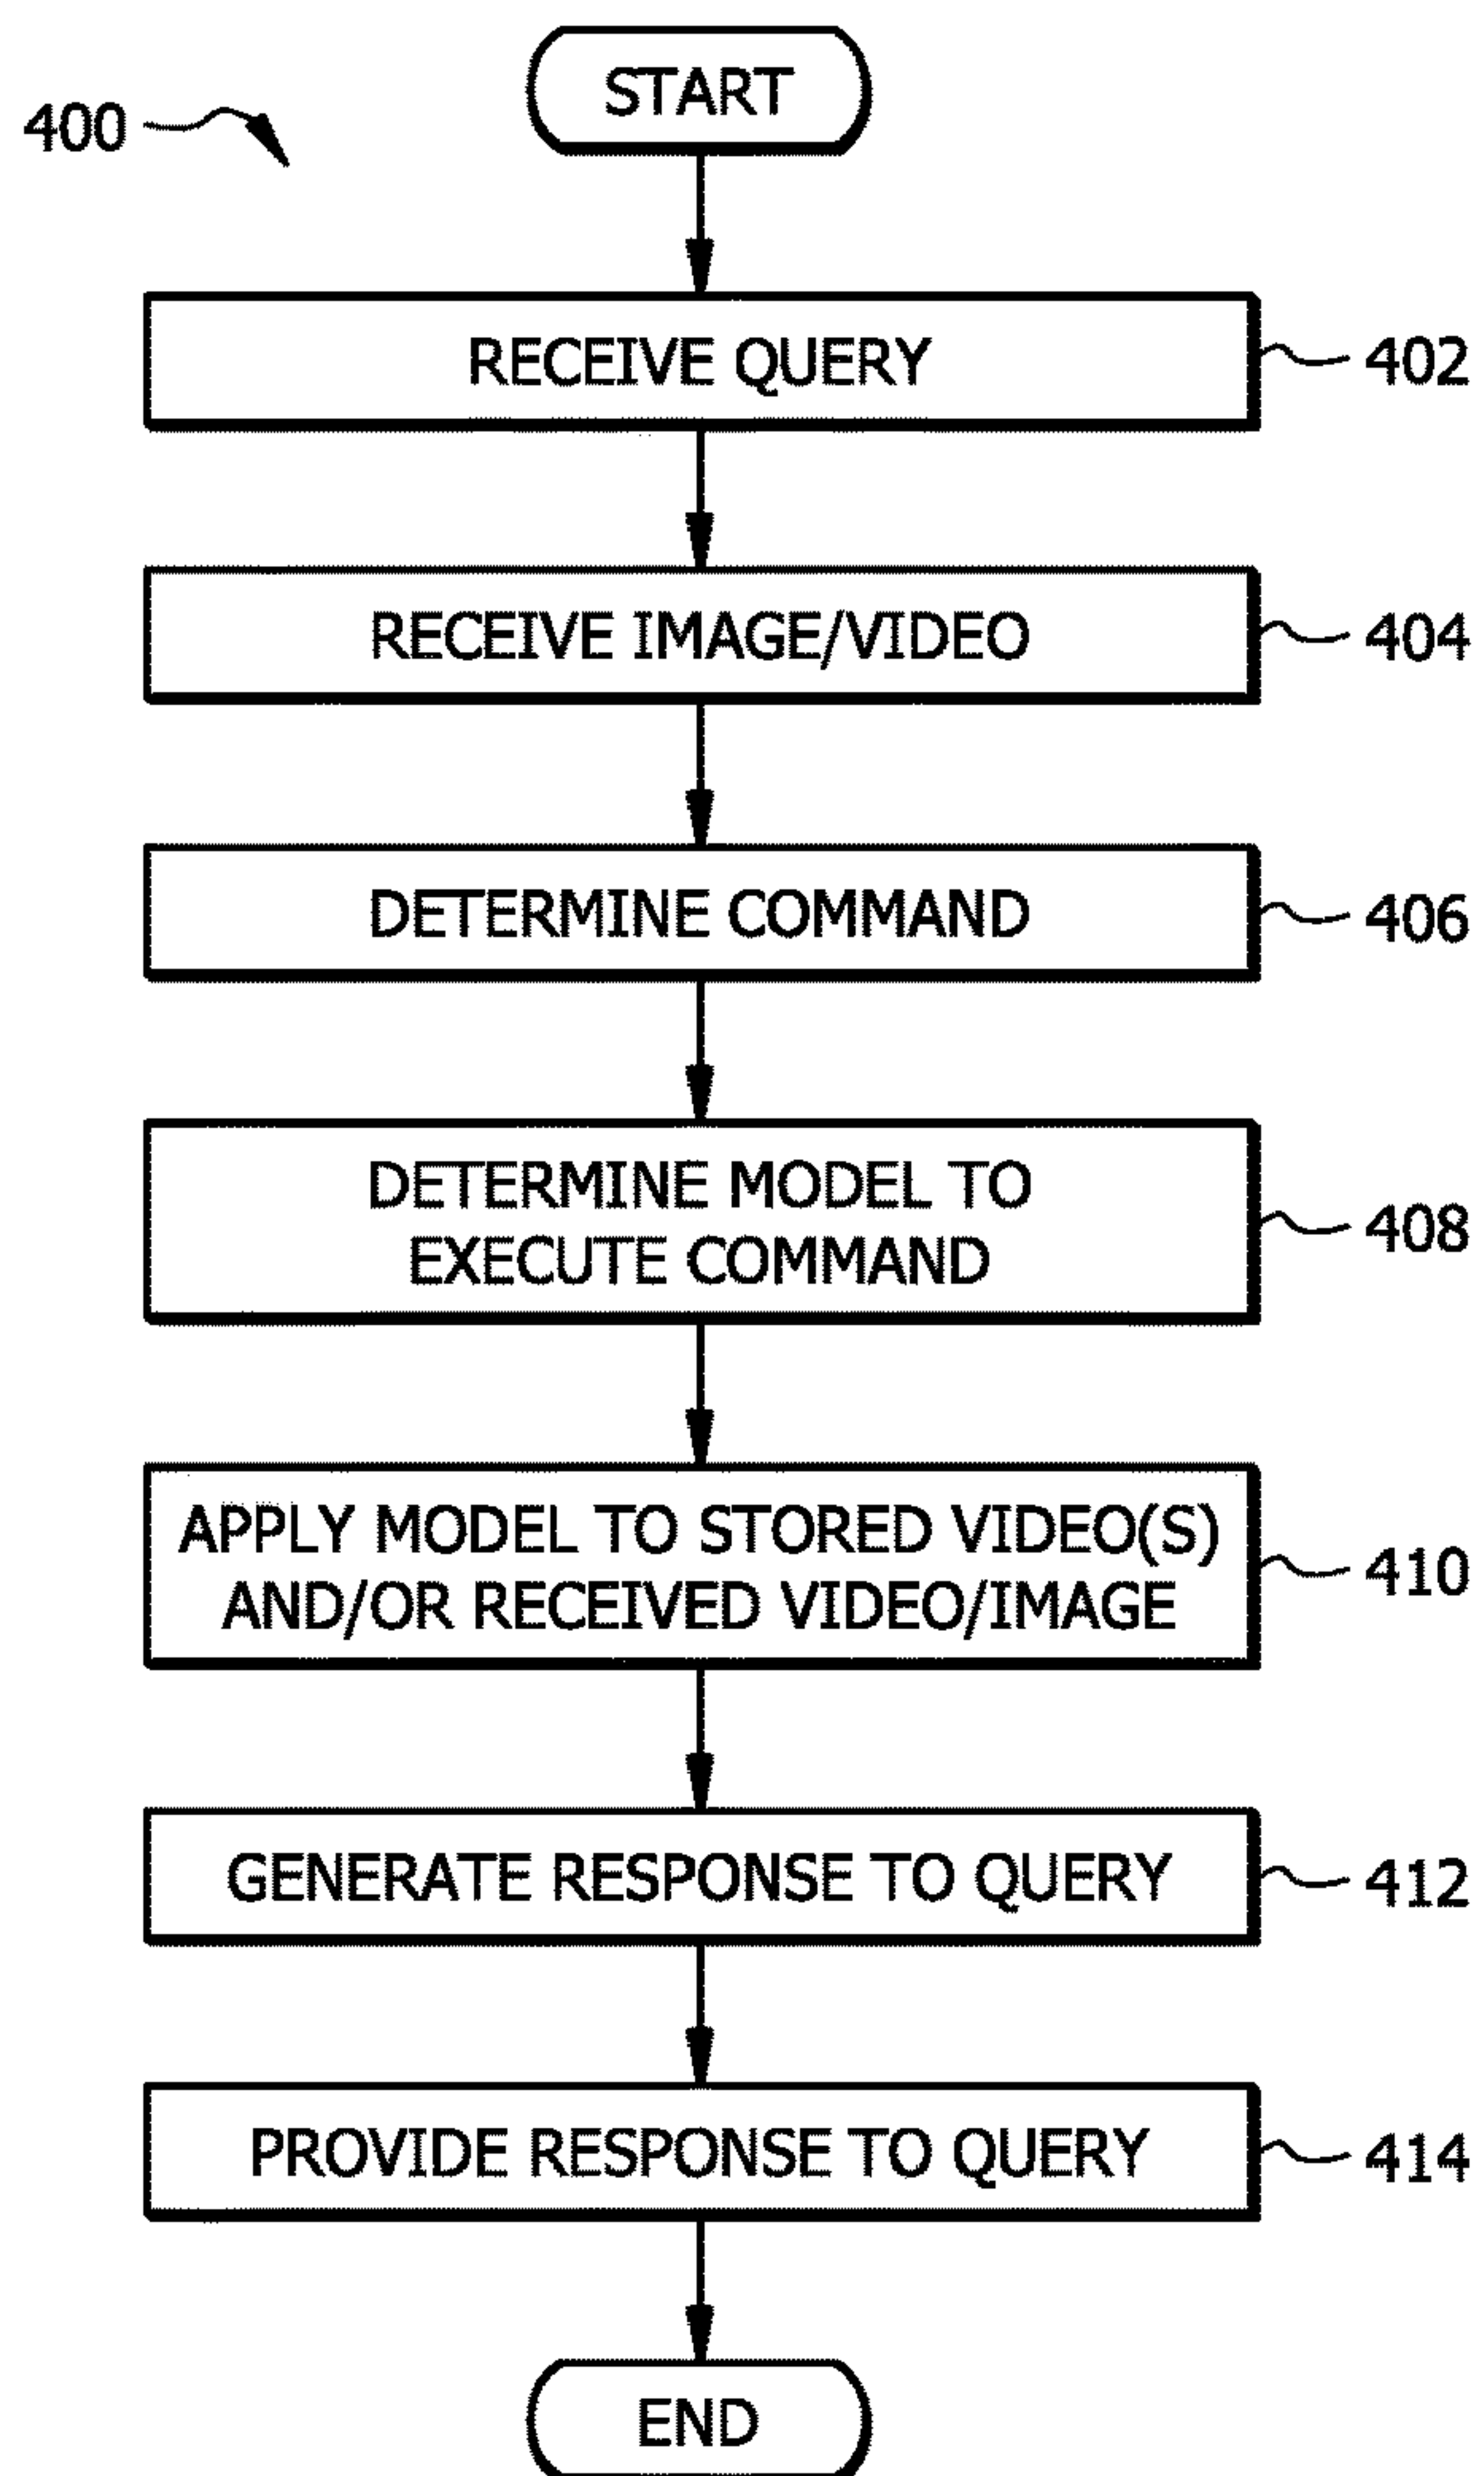 START
400
RECEIVE QUERY
402
RECEIVE IMAGE/VIDEO
404
DETERMINE COMMAND
406
DETERMINE MODEL TO
EXECUTE COMMAND
408
APPLY MODEL TO STORED VIDEO(S)
AND/OR RECEIVED VIDEO/IMAGE
410
GENERATE RESPONSE TO QUERY
412
PROVIDE RESPONSE TO QUERY
414
END